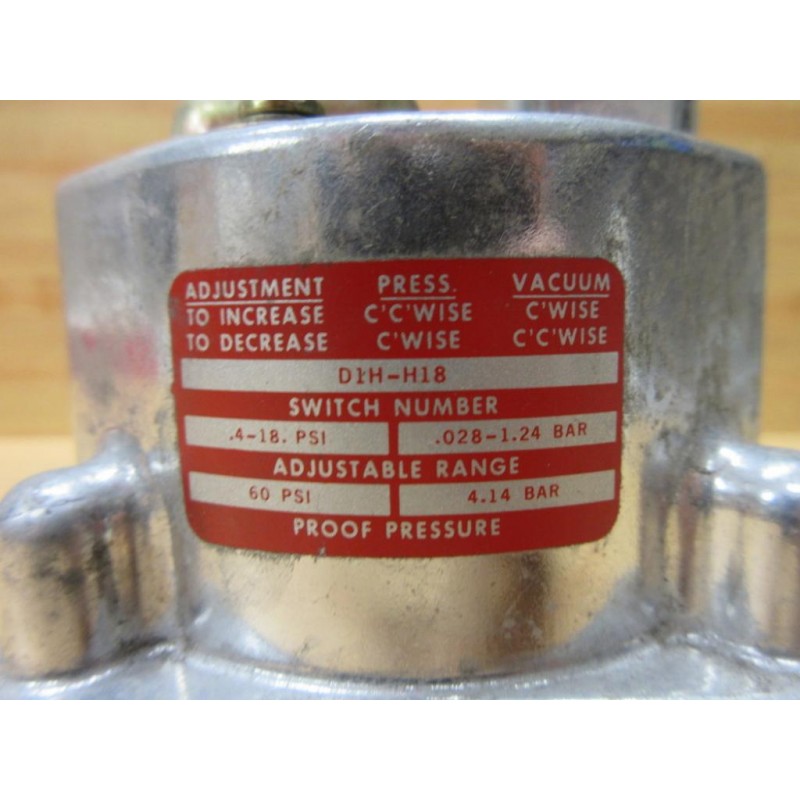 ADJUSTMENT PRESS. VACUUM
TO INCREASE C'C'WISE C'WISE
TO DECREASE C'WISE C'C'WISE
D1H-H18
SWITCH NUMBER
.4-18. PSI .028-1.24 BAR
ADJUSTABLE RANGE
60 PSI 4.14 BAR
PROOF PRESSURE